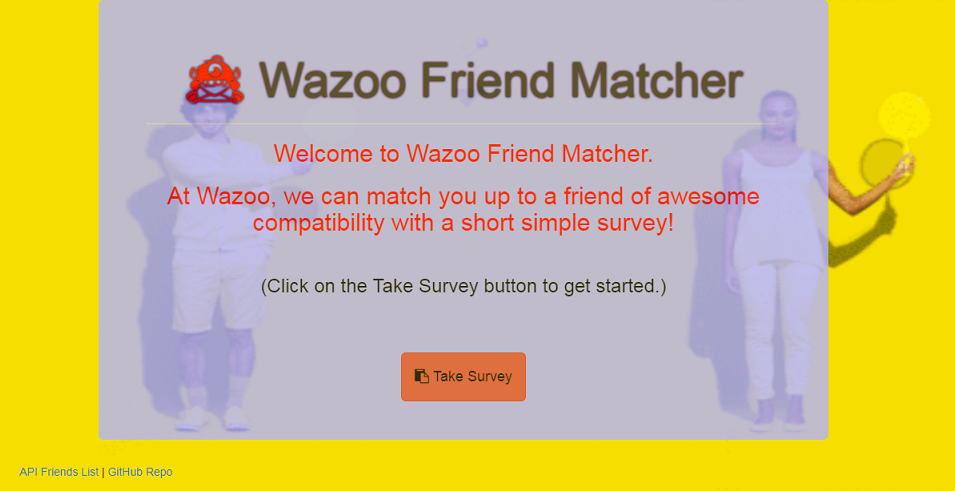 Wazoo Friend Matcher
Welcome to Wazoo Friend Matcher.
At Wazoo, we can match you up to a friend of awesome
compatibility with a short simple survey!
(Click on the Take Survey button to get started.)
Take Survey
API Friends List | GitHub Repo